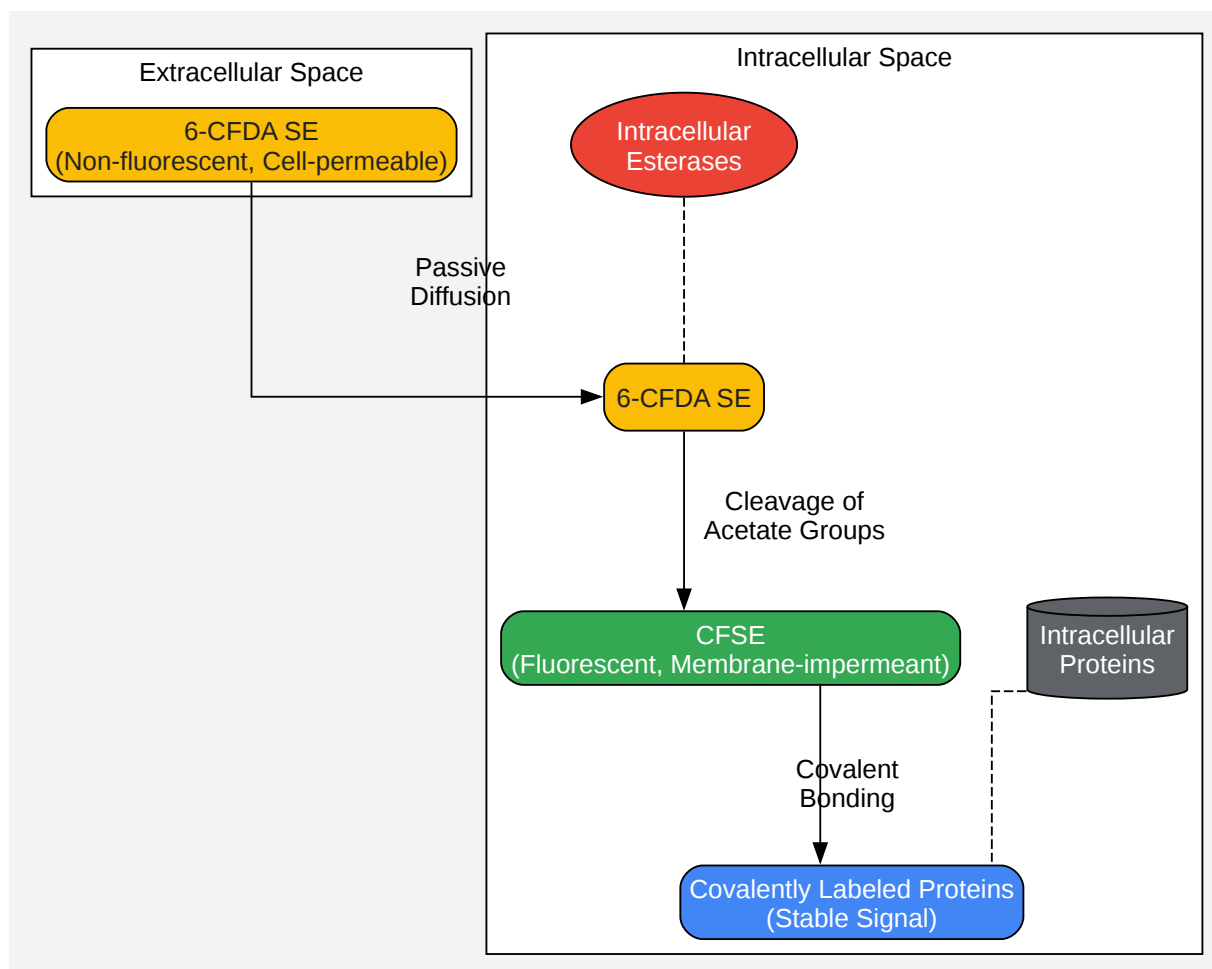 Extracellular Space
6-CFDA SE
(Non-fluorescent, Cell-permeable)
Intracellular Space
Intracellular
Esterases
Passive
Diffusion
6-CFDA SE
Cleavage of
Acetate Groups
CFSE
(Fluorescent, Membrane-impermeant)
Intracellular
Proteins
Covalent
Bonding
Covalently Labeled Proteins
(Stable Signal)